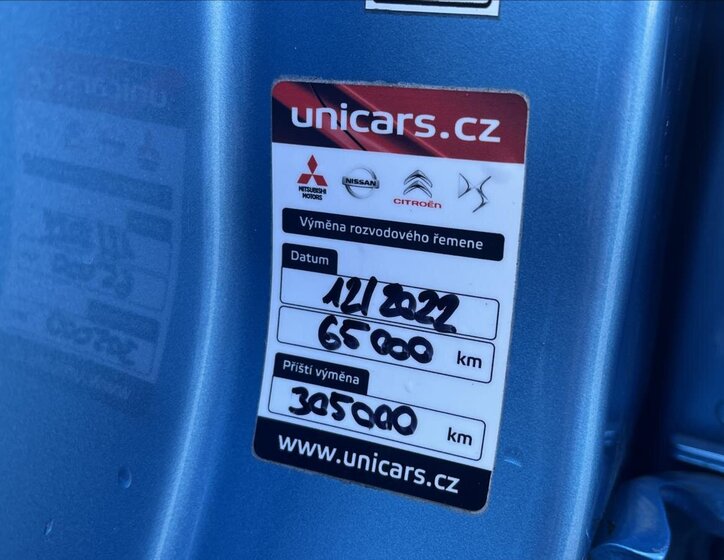 unicars.cz
MITSUBISHI
MOTORS
NISSAN
CITROËN
DS
Výměna rozvodového řemene
Datum
12/2022
65000 km
Příští výměna
305000 km
www.unicars.cz